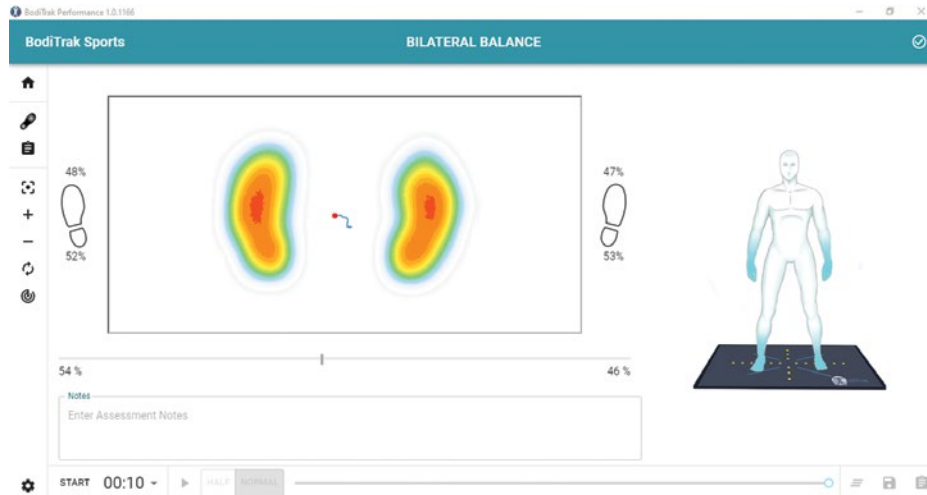 BodiTrak Performance 1.0.1166
BodiTrak Sports
BILATERAL BALANCE
48%
52%
47%
53%
54 %
46 %
Notes
Enter Assessment Notes
START 00:10
HALF NORMAL